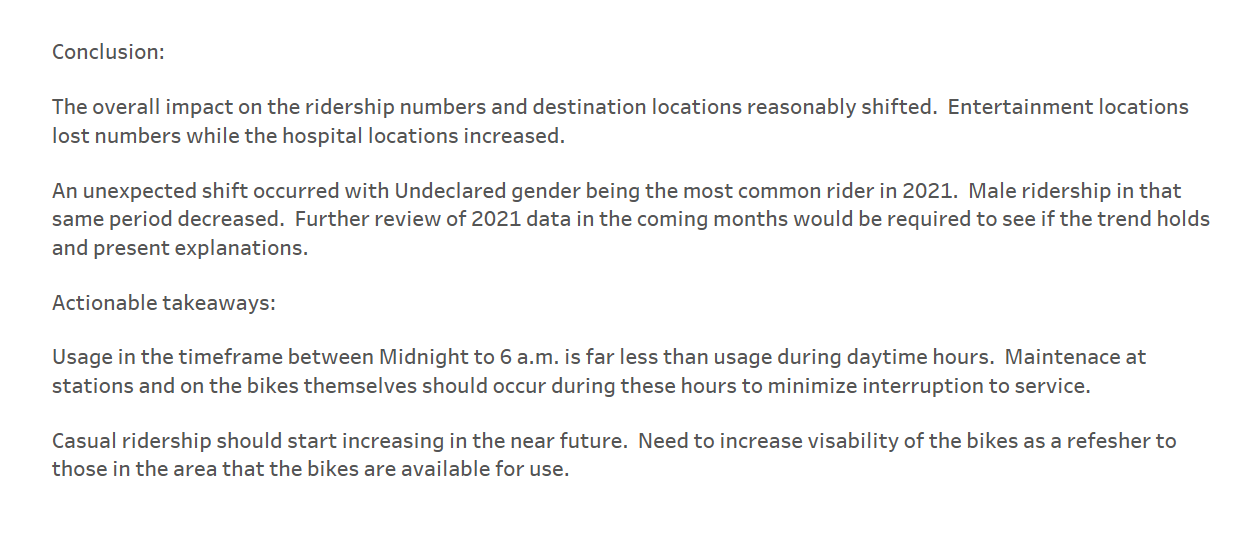 Conclusion:
The overall impact on the ridership numbers and destination locations reasonably shifted.  Entertainment locations
lost numbers while the hospital locations increased.
An unexpected shift occurred with Undeclared gender being the most common rider in 2021.  Male ridership in that
same period decreased.  Further review of 2021 data in the coming months would be required to see if the trend holds
and present explanations.
Actionable takeaways:
Usage in the timeframe between Midnight to 6 a.m. is far less than usage during daytime hours.  Maintenace at
stations and on the bikes themselves should occur during these hours to minimize interruption to service.
Casual ridership should start increasing in the near future.  Need to increase visability of the bikes as a refesher to
those in the area that the bikes are available for use.